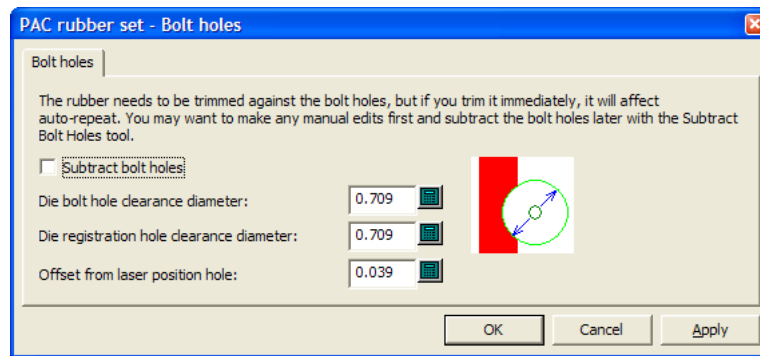 PAC rubber set - Bolt holes
Bolt holes
The rubber needs to be trimmed against the bolt holes, but if you trim it immediately, it will affect
auto-repeat. You may want to make any manual edits first and subtract the bolt holes later with the Subtract
Bolt Holes tool.
Subtract bolt holes
Die bolt hole clearance diameter: 0.709
Die registration hole clearance diameter: 0.709
Offset from laser position hole: 0.039
OK Cancel Apply